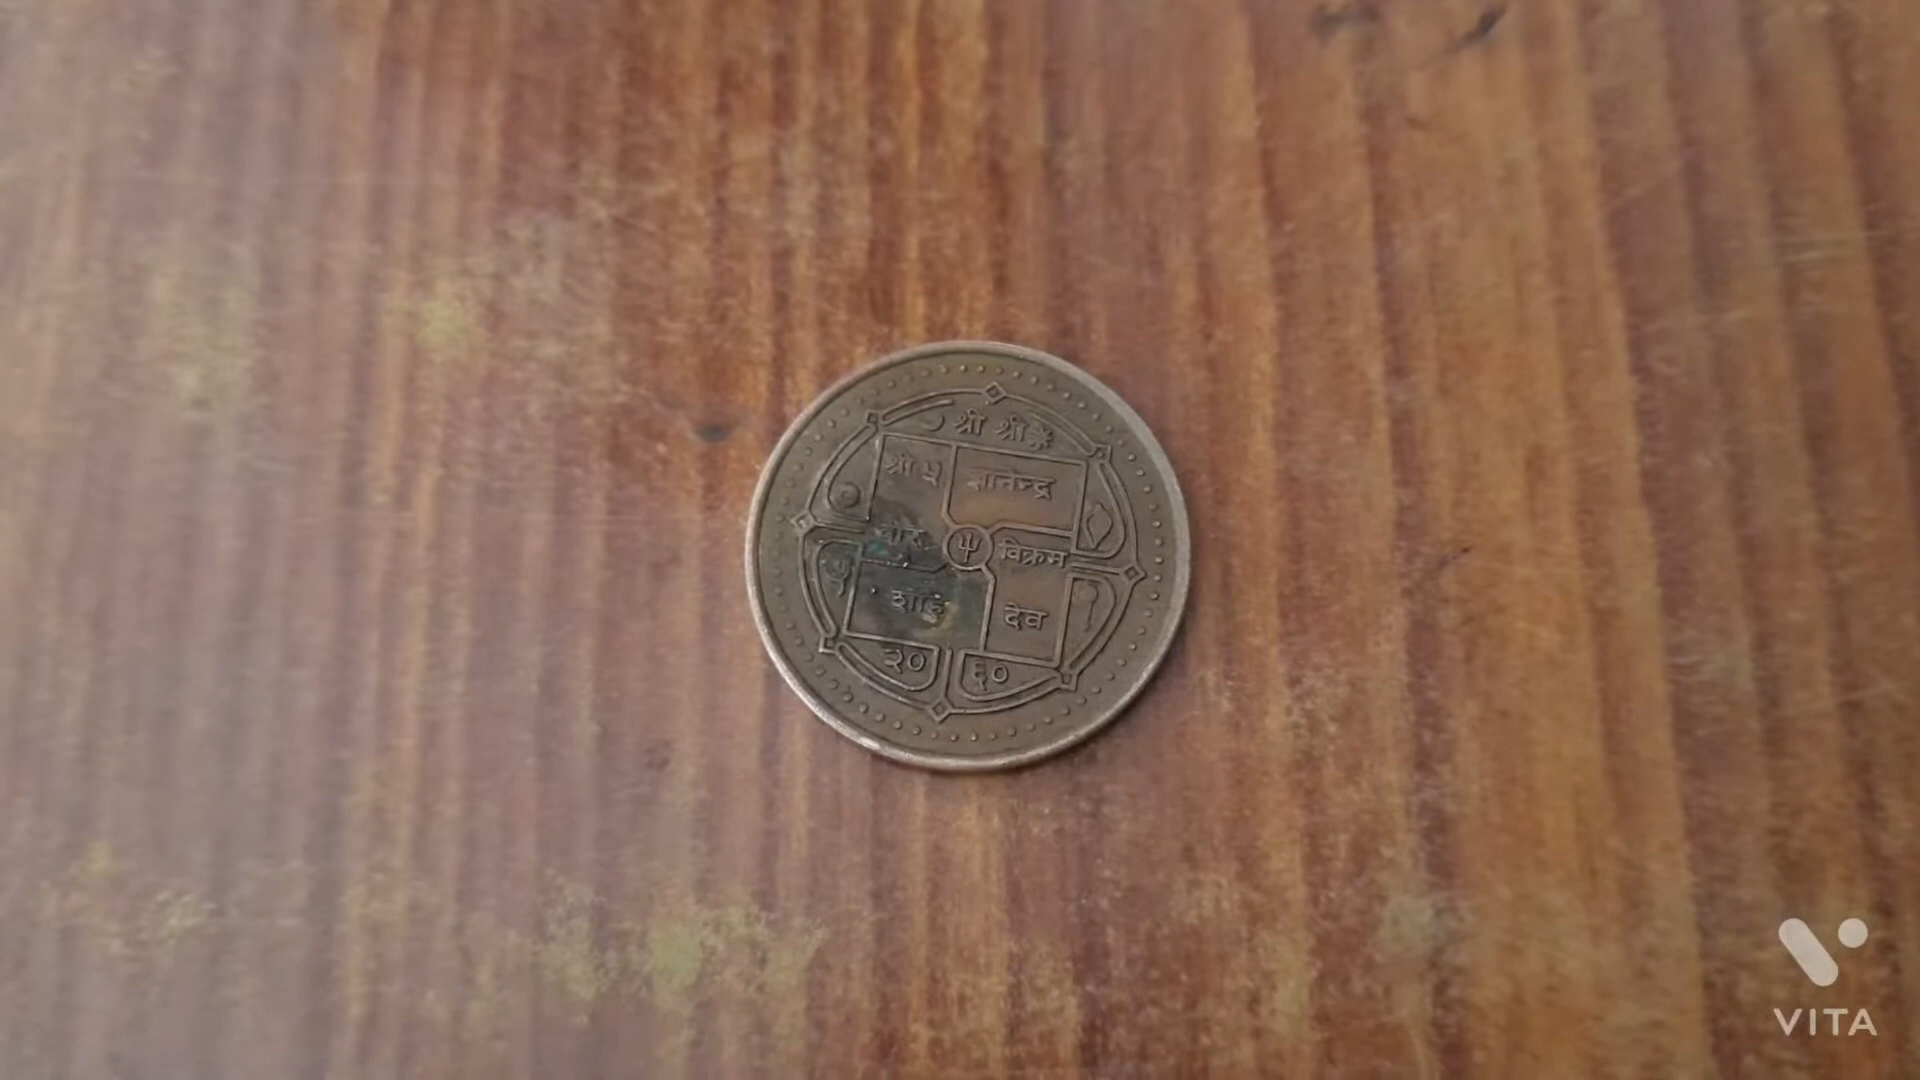 श्री श्री
श्री ५ ज्ञानेन्द्र
वीर विक्रम
शाह देव
२० ६०
VITA